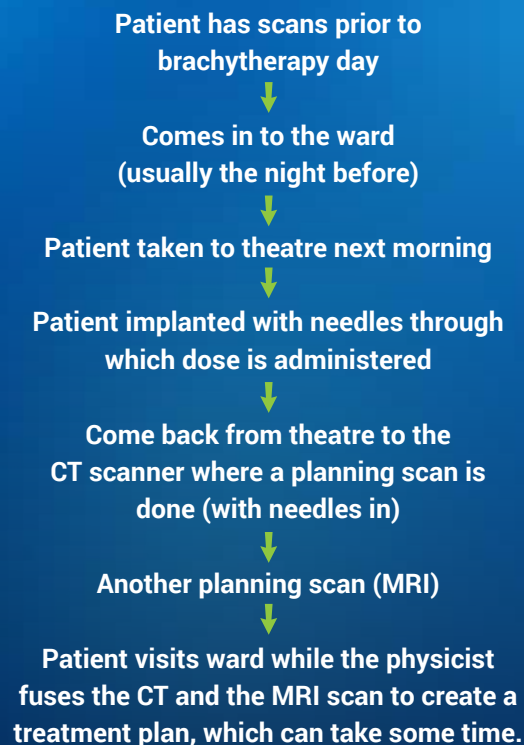 Patient has scans prior to
brachytherapy day
Comes in to the ward
(usually the night before)
Patient taken to theatre next morning
Patient implanted with needles through
which dose is administered
Come back from theatre to the
CT scanner where a planning scan is
done (with needles in)
Another planning scan (MRI)
Patient visits ward while the physicist
fuses the CT and the MRI scan to create a
treatment plan, which can take some time.